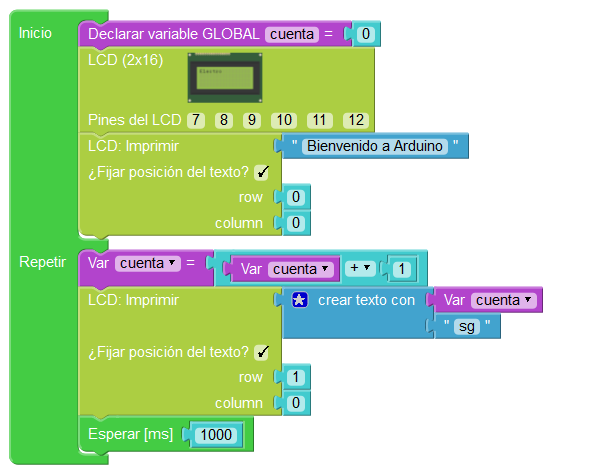 Inicio Declarar variable GLOBAL cuenta = 0
LCD (2x16)
Pines del LCD 7 8 9 10 11 12
LCD: Imprimir " Bienvenido a Arduino "
¿Fijar posición del texto? ✓
row 0
column 0
Repetir Var cuenta ▾ = Var cuenta ▾ + ▾ 1
LCD: Imprimir crear texto con Var cuenta ▾
" sg "
¿Fijar posición del texto? ✓
row 1
column 0
Esperar [ms] 1000